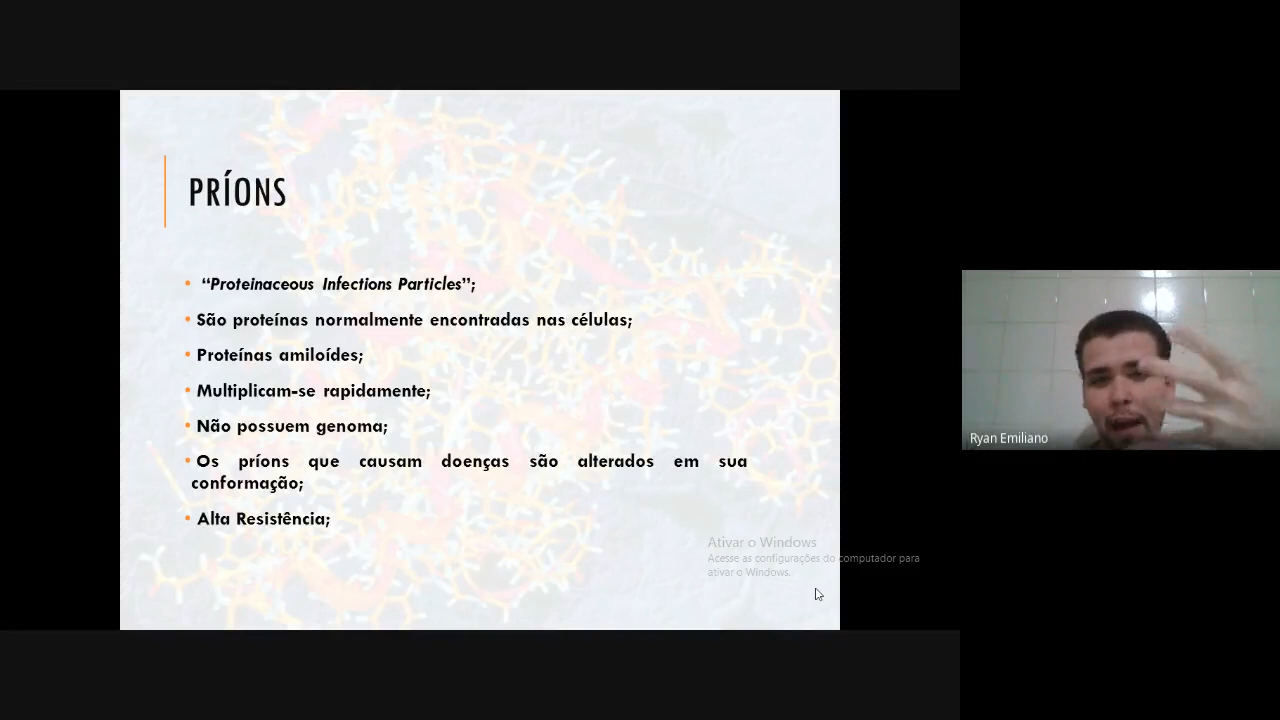 PRÍONS
• “Proteinaceous Infections Particles”;
• São proteínas normalmente encontradas nas células;
• Proteínas amiloídes;
• Multiplicam-se rapidamente;
• Não possuem genoma;
• Os príons que causam doenças são alterados em sua
conformação;
• Alta Resistência;
Ativar o Windows
Acesse as configurações do computador para
ativar o Windows.
Ryan Emiliano